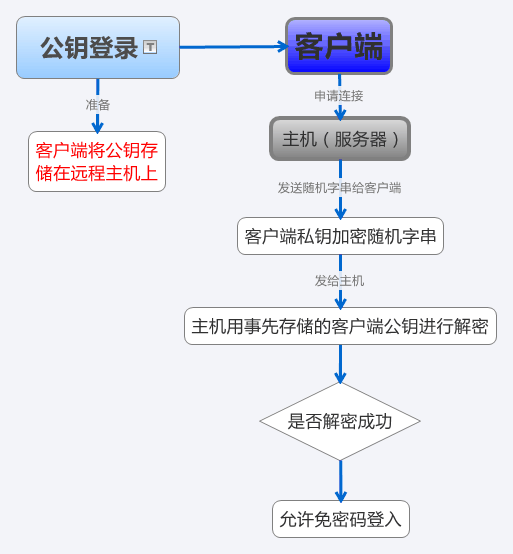 公钥登录
客户端
准备
申请连接
客户端将公钥存
储在远程主机上
主机（服务器）
发送随机字串给客户端
客户端私钥加密随机字串
发给主机
主机用事先存储的客户端公钥进行解密
是否解密成功
允许免密码登入